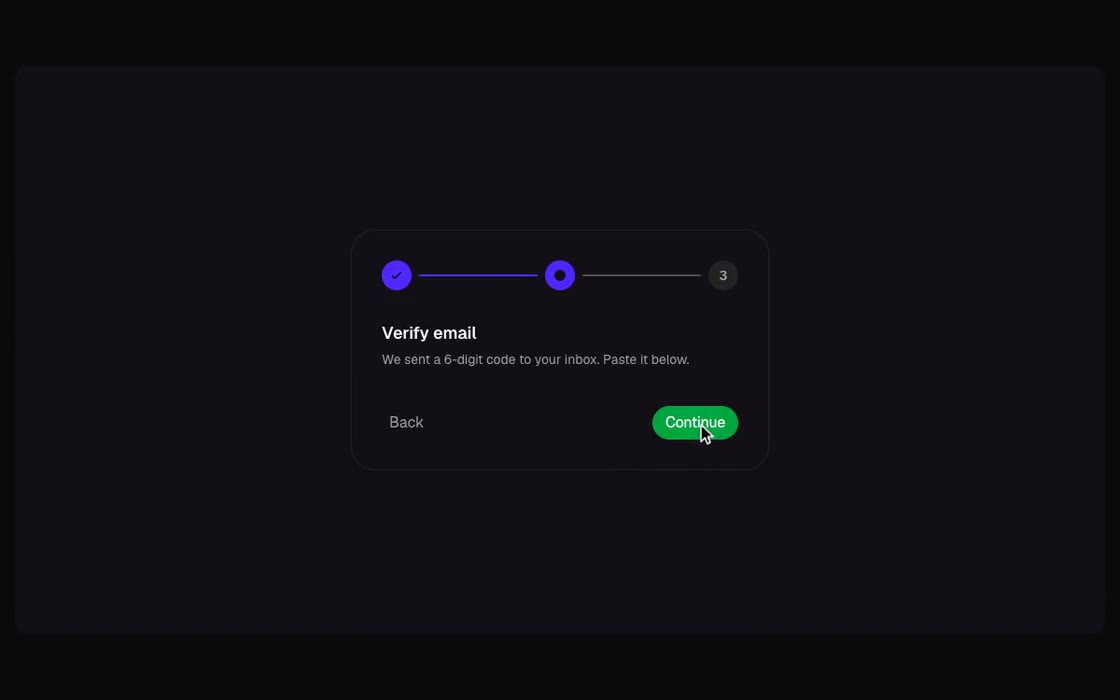 3
Verify email
We sent a 6-digit code to your inbox. Paste it below.
Back
Continue